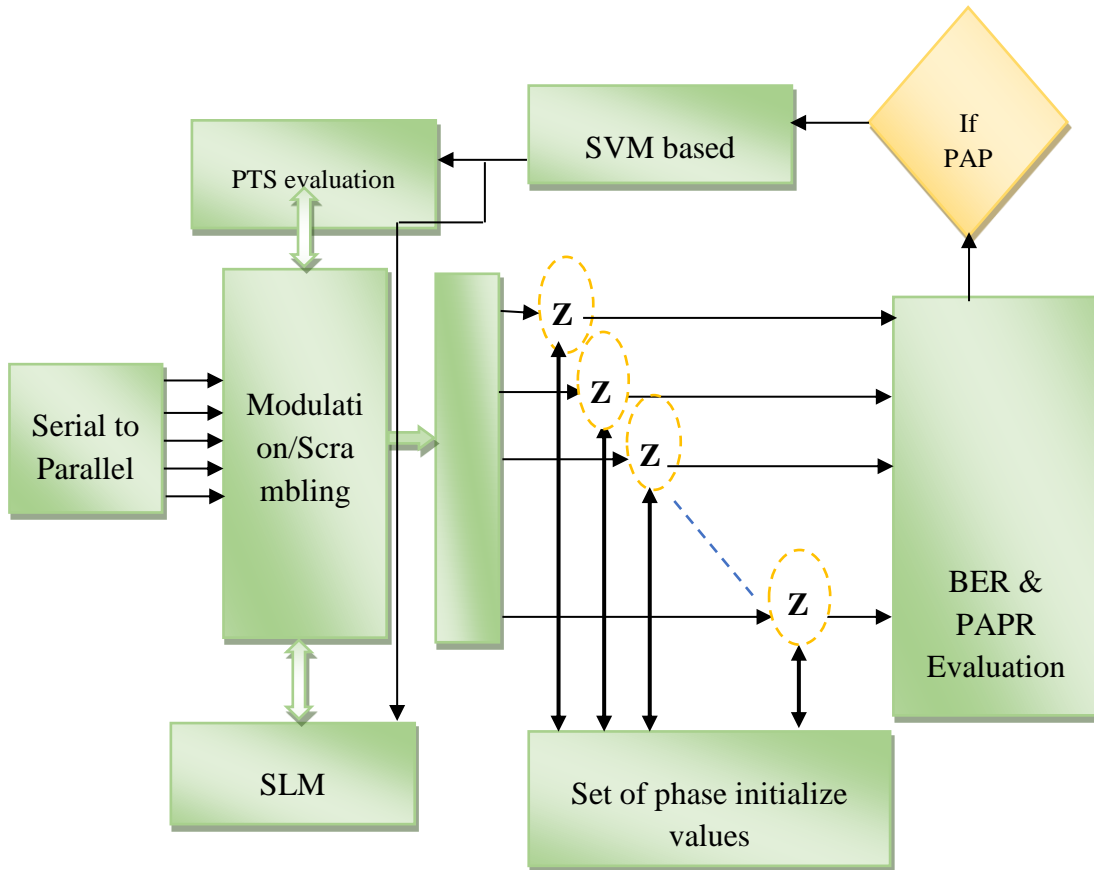 If
PAP
SVM based
PTS evaluation
Z
Z
Z
Z
Serial to
Parallel
Modulati
on/Scra
mbling
BER &
PAPR
Evaluation
SLM
Set of phase initialize
values